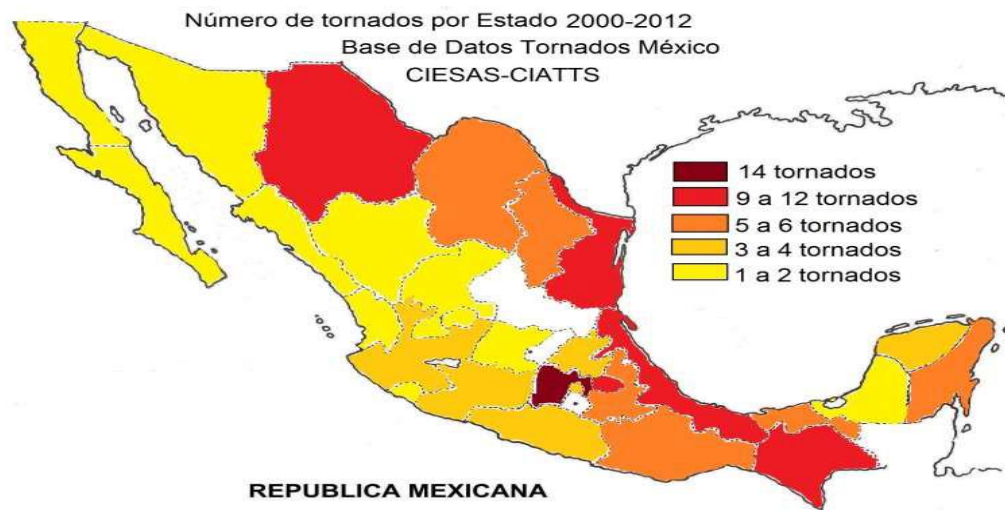 Número de tornados por Estado 2000-2012
Base de Datos Tornados México
CIESAS-CIATTS
14 tornados
9 a 12 tornados
5 a 6 tornados
3 a 4 tornados
1 a 2 tornados
REPUBLICA MEXICANA